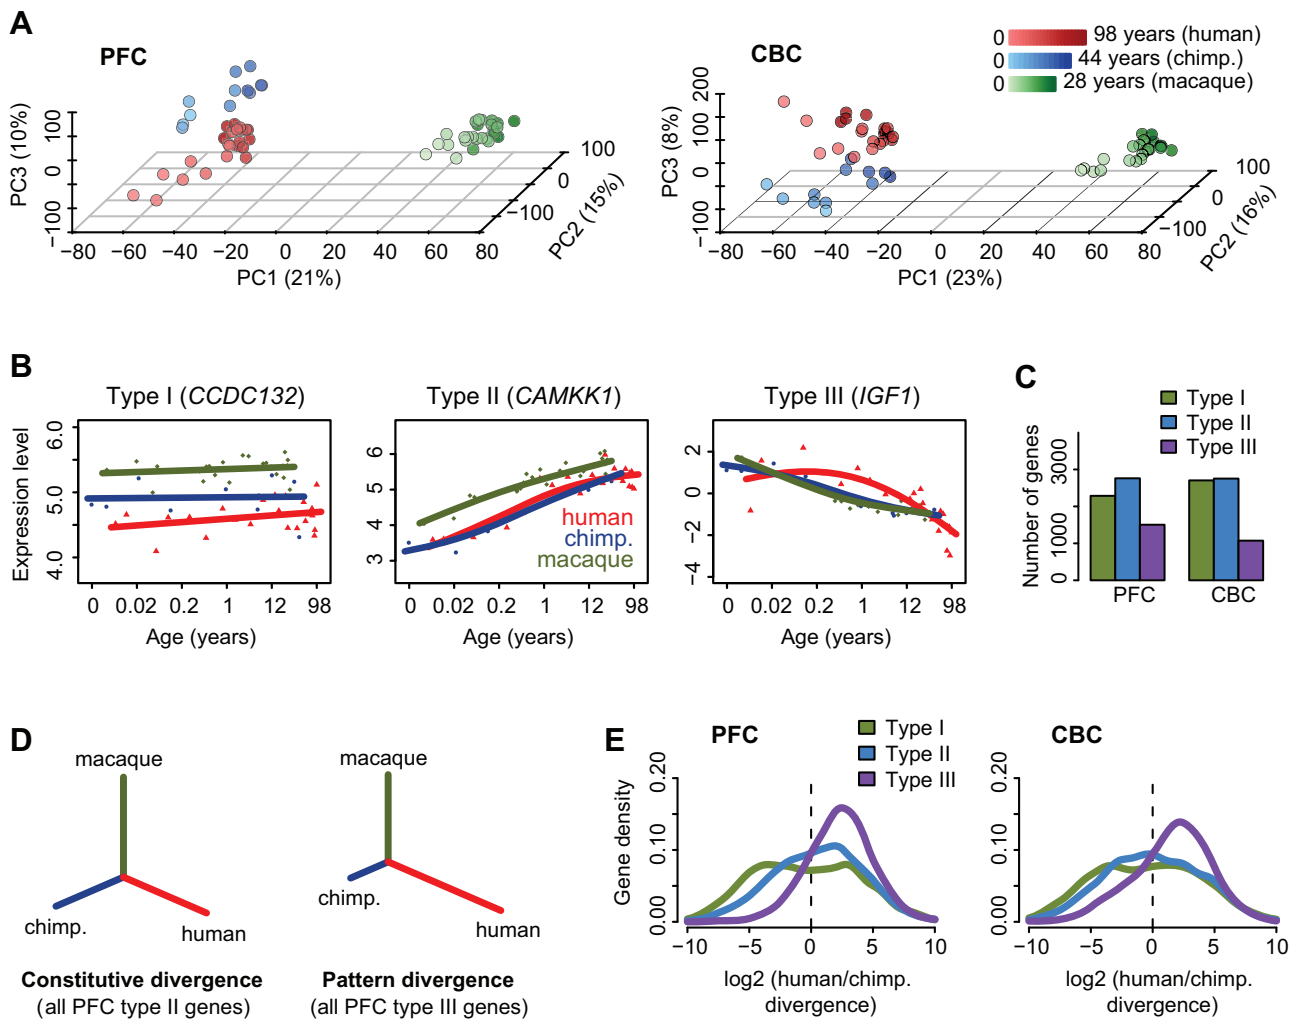 A
PFC
PC3 (10%)
100
0
−100
−80 −60 −40 −20 0 20 40 60 80
PC1 (21%)
100
0
−100
PC2 (15%)
CBC
0 98 years (human)
0 44 years (chimp.)
0 28 years (macaque)
PC3 (8%)
200
100
0
−100
−80 −60 −40 −20 0 20 40 60 80
PC1 (23%)
100
0
−100
PC2 (16%)
B
Type I (CCDC132)
Expression level
6.0
5.0
4.0
0 0.02 0.2 1 12 98
Age (years)
Type II (CAMKK1)
6
5
4
3
human
chimp.
macaque
0 0.02 0.2 1 12 98
Age (years)
Type III (IGF1)
2
0
−2
−4
0 0.02 0.2 1 12 98
Age (years)
C
Type I
Type II
Type III
Number of genes
3000
1000
0
PFC CBC
D
macaque
chimp.
human
Constitutive divergence
(all PFC type II genes)
macaque
chimp.
human
Pattern divergence
(all PFC type III genes)
E
PFC
Type I
Type II
Type III
Gene density
0.20
0.10
0.00
−10 −5 0 5 10
log2 (human/chimp.
divergence)
CBC
0.20
0.10
0.00
−10 −5 0 5 10
log2 (human/chimp.
divergence)